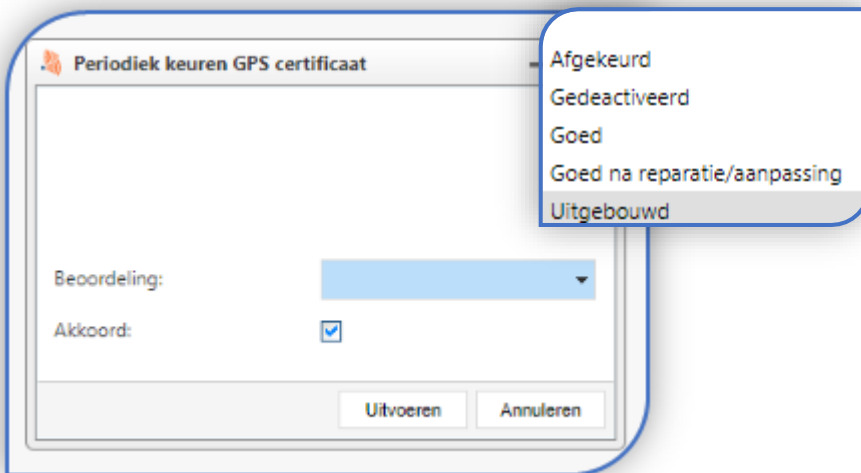 Periodiek keuren GPS certificaat
Afgekeurd
Gedeactiveerd
Goed
Goed na reparatie/aanpassing
Uitgebouwd
Beoordeling:
Akkoord:
Uitvoeren Annuleren